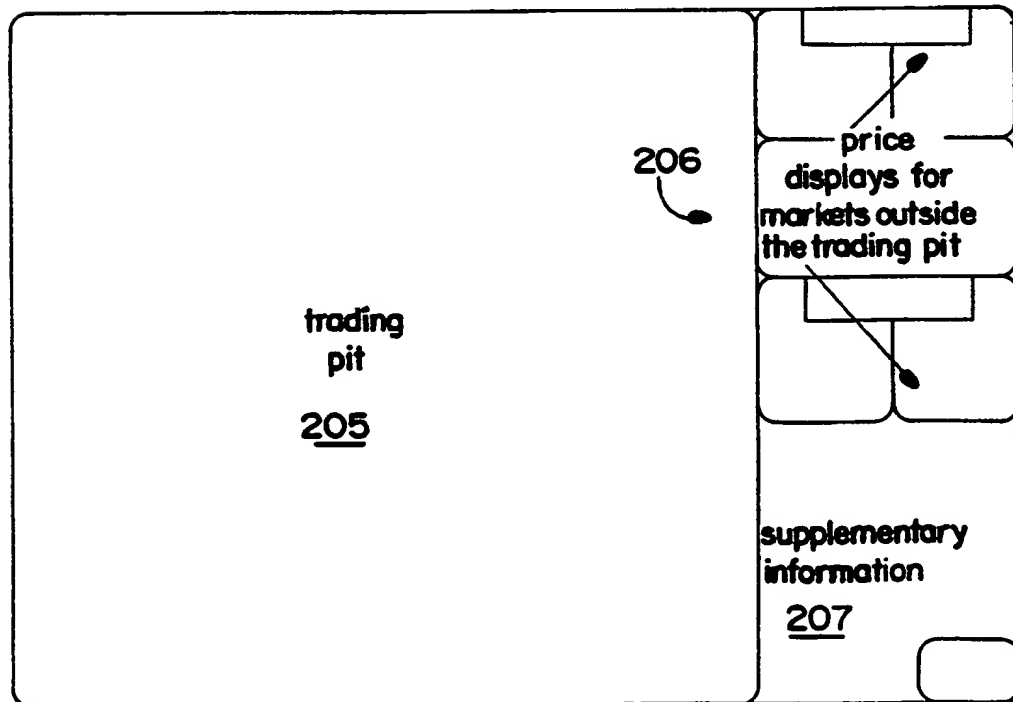 206
trading
pit
205
price
displays for
markets outside
the trading pit
supplementary
information
207